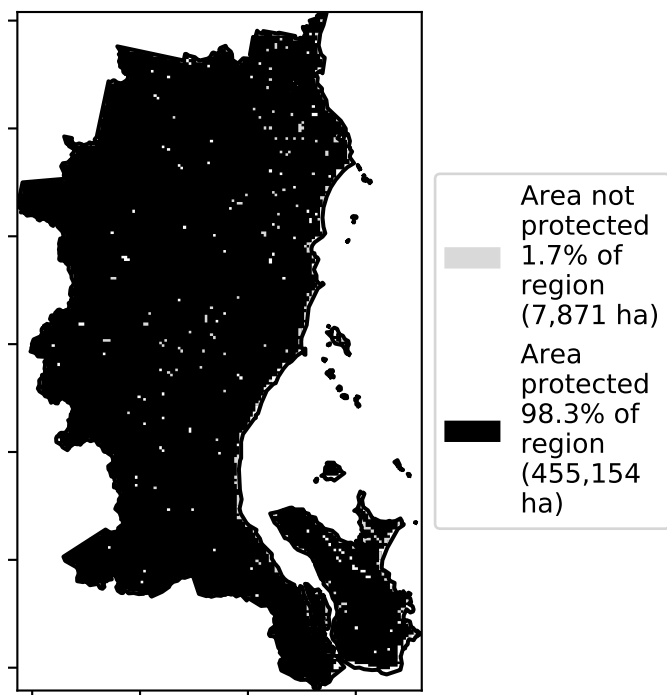 Area not
protected
1.7% of
region
(7,871 ha)
Area
protected
98.3% of
region
(455,154
ha)